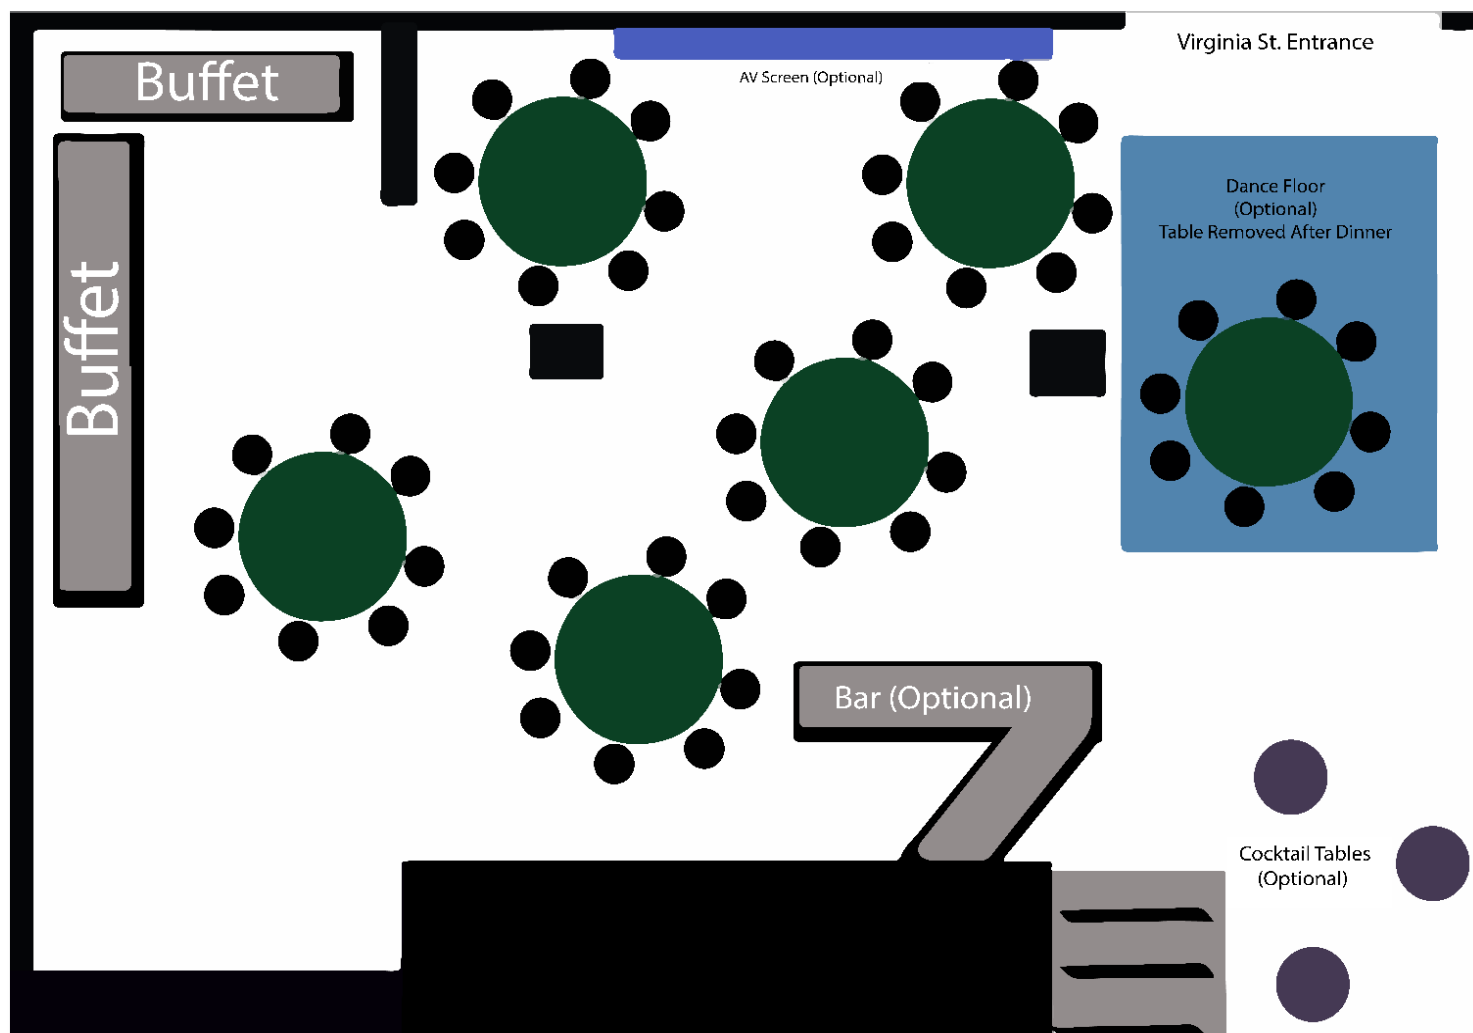 Virginia St. Entrance
Buffet
AV Screen (Optional)
Dance Floor
(Optional)
Table Removed After Dinner
Buffet
Bar (Optional)
Cocktail Tables
(Optional)